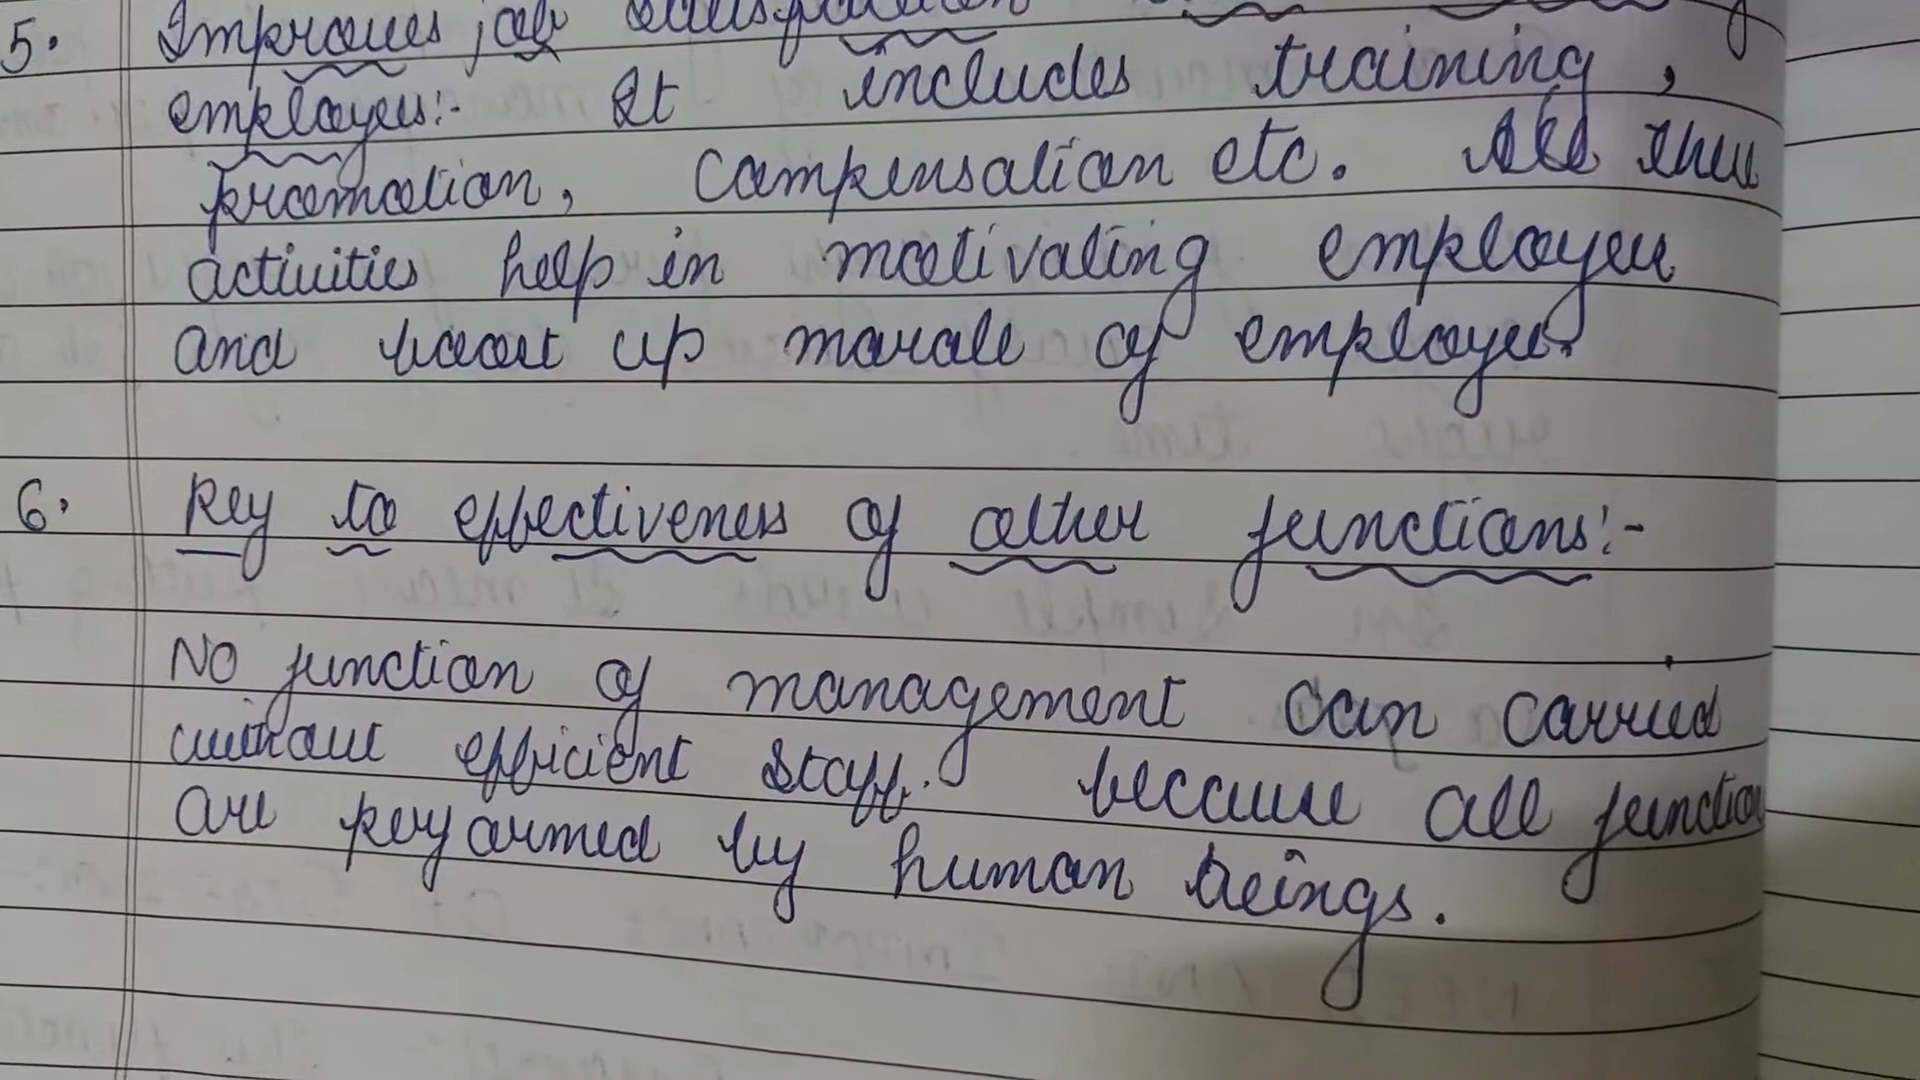 5. Improves job satisfaction
employees:- It includes training,
promotion, compensation etc. All these
activities help in motivating employees
and boost up morale of employees.
6. Key to effectiveness of other functions:-
No function of management can carried
without efficient staff. because all function
are performed by human beings.